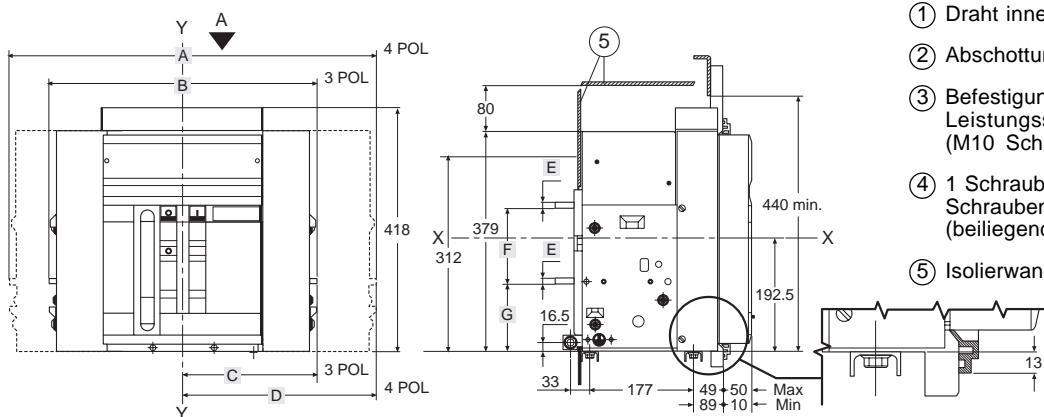 Y
A
A
4 POL
B
3 POL
418
C
3 POL
D
4 POL
Y
5
80
E
X
379
312
F
E
G
16.5
33
177
49
50
Max
89
10
Min
440 min.
X
192.5
13
1 Draht inne
2 Abschottu
3 Befestigun
Leistungss
(M10 Sch
4 1 Schraub
Schrauben
(beiliegend
5 Isolierwan